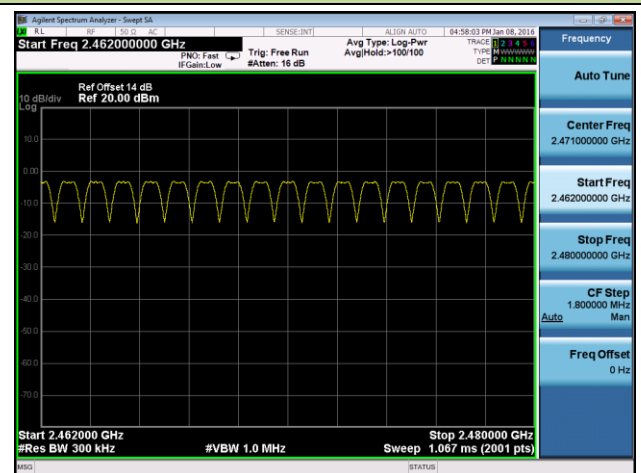 Agilent Spectrum Analyzer - Swept SA
RL RF 50 Ω AC SENSE:INT ALIGN AUTO 04:58:03 PM Jan 08, 2016
Start Freq 2.462000000 GHz
PNO: Fast
IFGain:Low
Trig: Free Run
#Atten: 16 dB
Avg Type: Log-Pwr
Avg|Hold:>100/100
TRACE 1 2 3 4 5 6
TYPE M WWWWW
DET P N N N N N
Frequency
Auto Tune
Center Freq
2.471000000 GHz
Start Freq
2.462000000 GHz
Stop Freq
2.480000000 GHz
CF Step
1.800000 MHz
Auto Man
Freq Offset
0 Hz
Ref Offset 14 dB
10 dB/div Ref 20.00 dBm
Log
10.0
0.00
-10.0
-20.0
-30.0
-40.0
-50.0
-60.0
-70.0
Start 2.462000 GHz Stop 2.480000 GHz
#Res BW 300 kHz #VBW 1.0 MHz Sweep 1.067 ms (2001 pts)
MSG STATUS